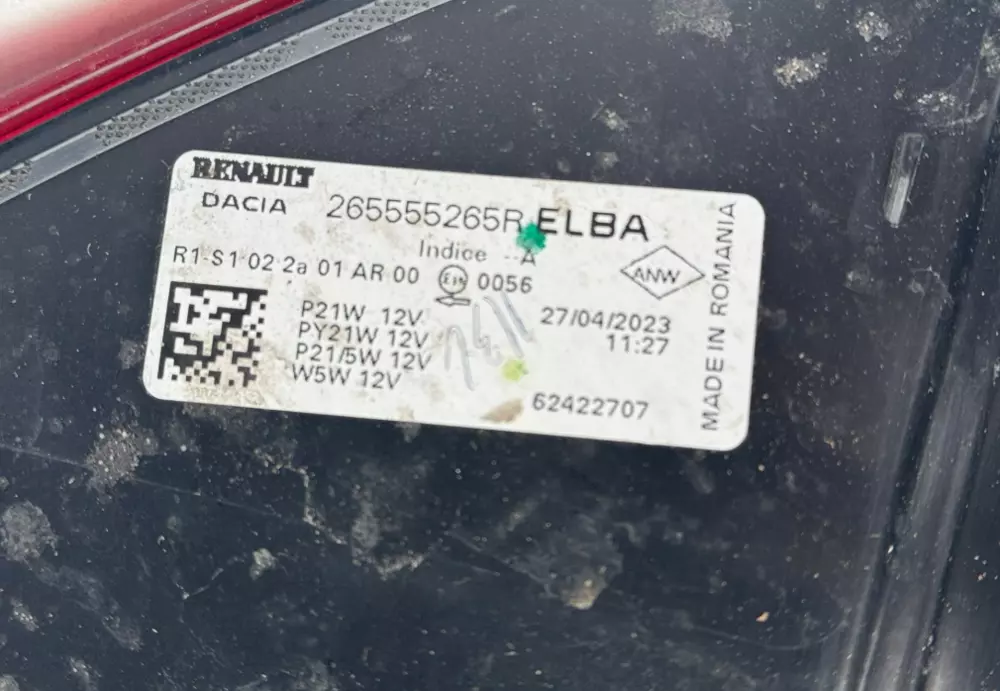 RENAULT
DACIA 265555265R ELBA
Indice --A
R1-S1-02 2a 01 AR 00 E19 0056
ANW
P21W 12V
PY21W 12V
P21/5W 12V
W5W 12V
27/04/2023
11:27
62422707
MADE IN ROMANIA